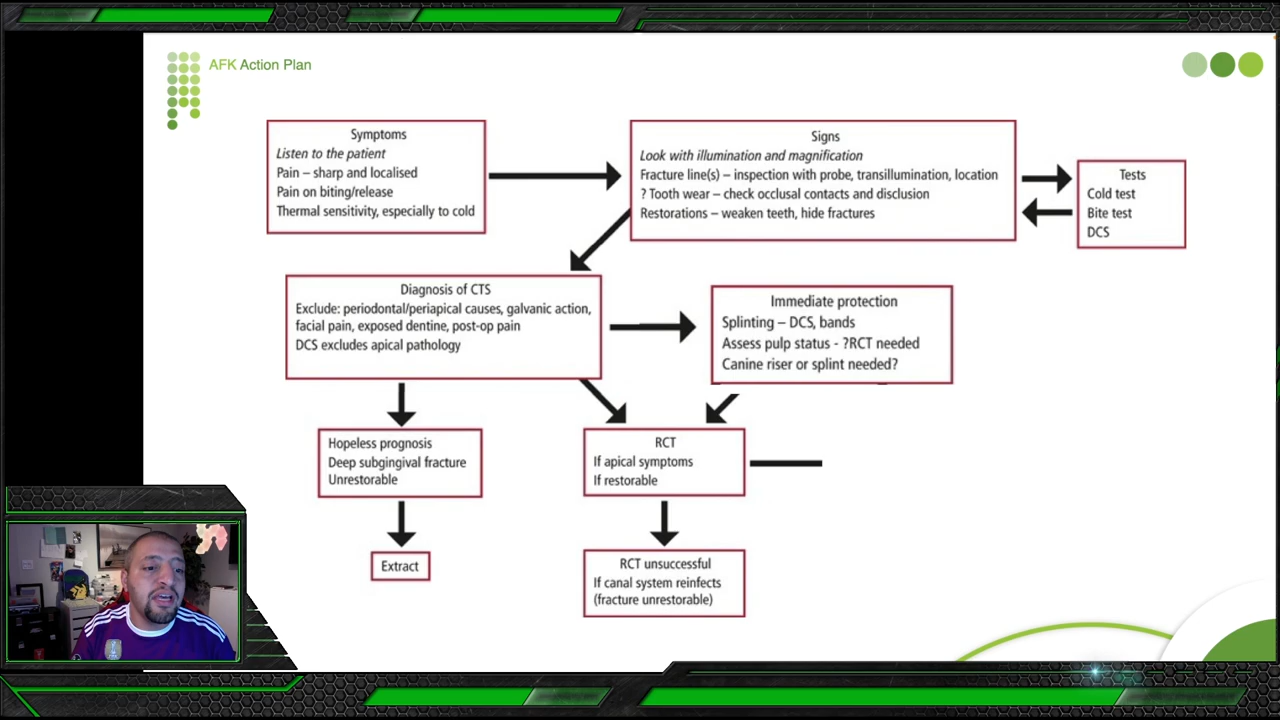 AFK Action Plan
Symptoms
Listen to the patient
Pain – sharp and localised
Pain on biting/release
Thermal sensitivity, especially to cold
Signs
Look with illumination and magnification
Fracture line(s) – inspection with probe, transillumination, location
? Tooth wear – check occlusal contacts and disclusion
Restorations – weaken teeth, hide fractures
Tests
Cold test
Bite test
DCS
Diagnosis of CTS
Exclude: periodontal/periapical causes, galvanic action,
facial pain, exposed dentine, post-op pain
DCS excludes apical pathology
Immediate protection
Splinting – DCS, bands
Assess pulp status - ?RCT needed
Canine riser or splint needed?
Hopeless prognosis
Deep subgingival fracture
Unrestorable
RCT
If apical symptoms
If restorable
Extract
RCT unsuccessful
If canal system reinfects
(fracture unrestorable)